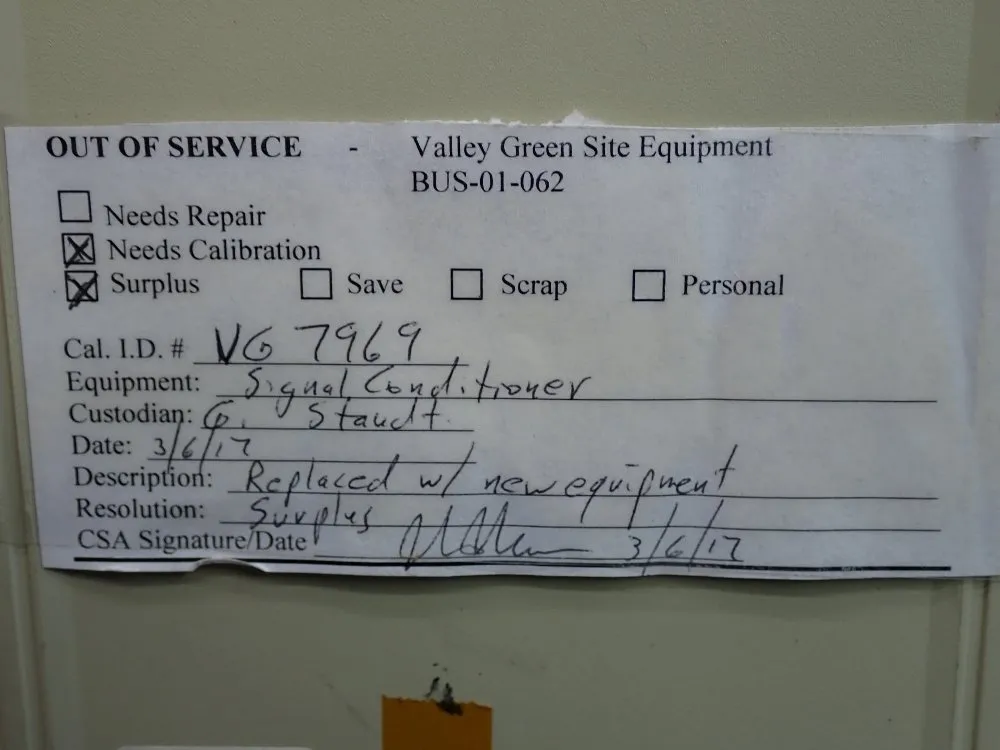 OUT OF SERVICE - Valley Green Site Equipment
BUS-01-062
☐ Needs Repair
☒ Needs Calibration
☒ Surplus ☐ Save ☐ Scrap ☐ Personal
Cal. I.D. # VG 7969
Equipment: Signal Conditioner
Custodian: G. Staudt.
Date: 3/6/17
Description: Replaced w/ new equipment
Resolution: Surplus
CSA Signature/Date 3/6/17